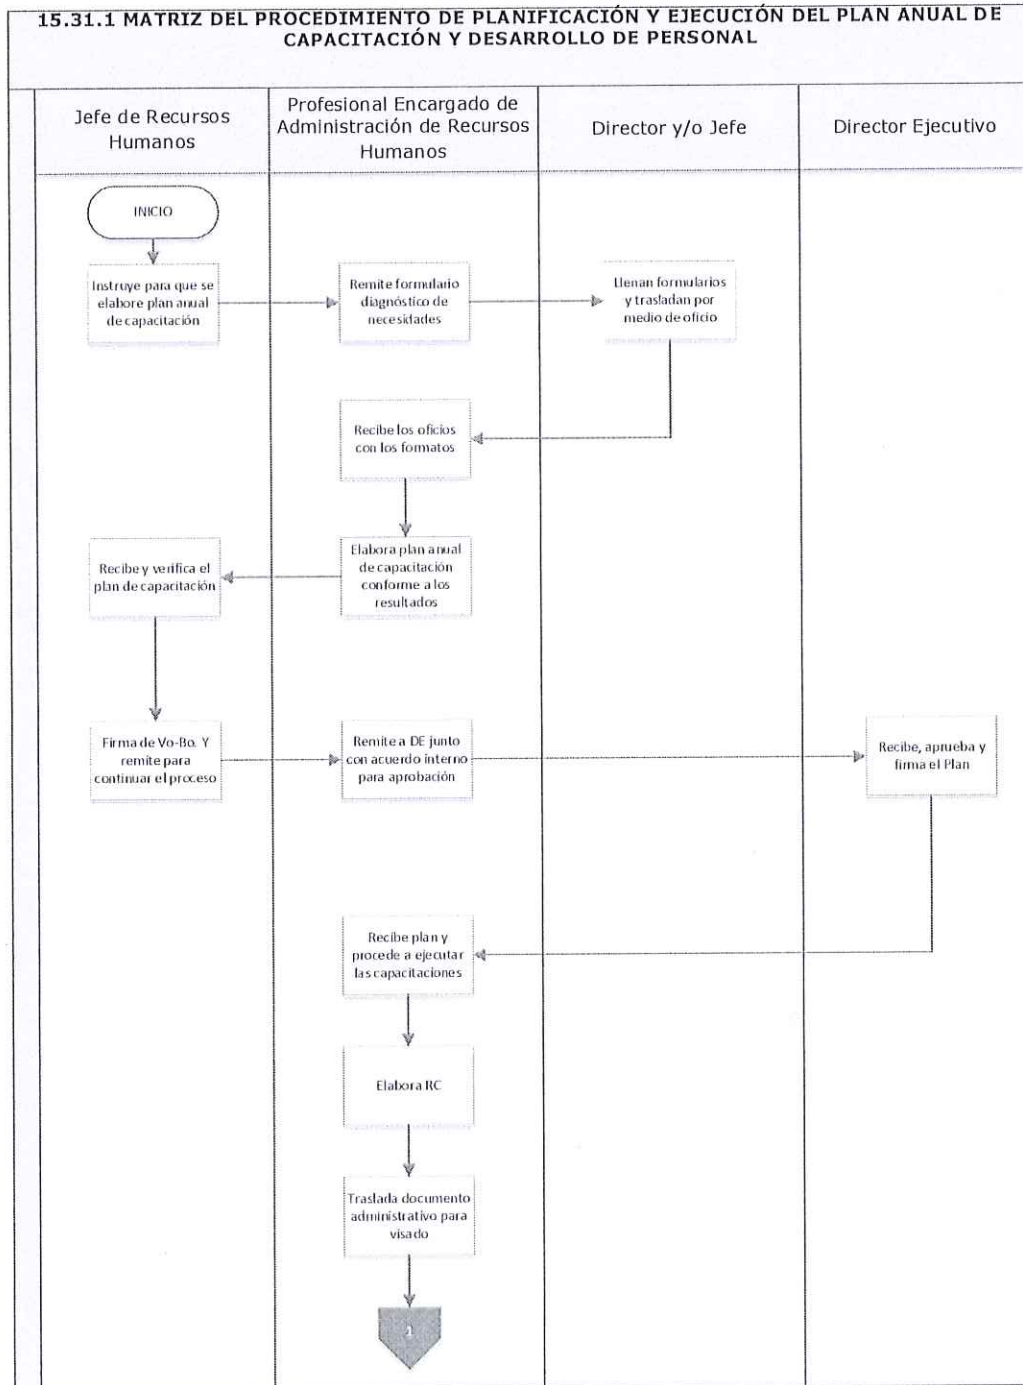 15.31.1 MATRIZ DEL PROCEDIMIENTO DE PLANIFICACIÓN Y EJECUCIÓN DEL PLAN ANUAL DE
CAPACITACIÓN Y DESARROLLO DE PERSONAL
Jefe de Recursos
Humanos
Profesional Encargado de
Administración de Recursos
Humanos
Director y/o Jefe
Director Ejecutivo
INICIO
Instruye para que se
elabore plan anual
de capacitación
Remite formulario
diagnóstico de
necesidades
Llenan formularios
y trasladan por
medio de oficio
Recibe los oficios
con los formatos
Elabora plan anual
de capacitación
conforme a los
resultados
Recibe y verifica el
plan de capacitación
Firma de Vo-Bo. Y
remite para
continuar el proceso
Remite a DE junto
con acuerdo interno
para aprobación
Recibe, aprueba y
firma el Plan
Recibe plan y
procede a ejecutar
las capacitaciones
Elabora RC
Traslada documento
administrativo para
visado
1